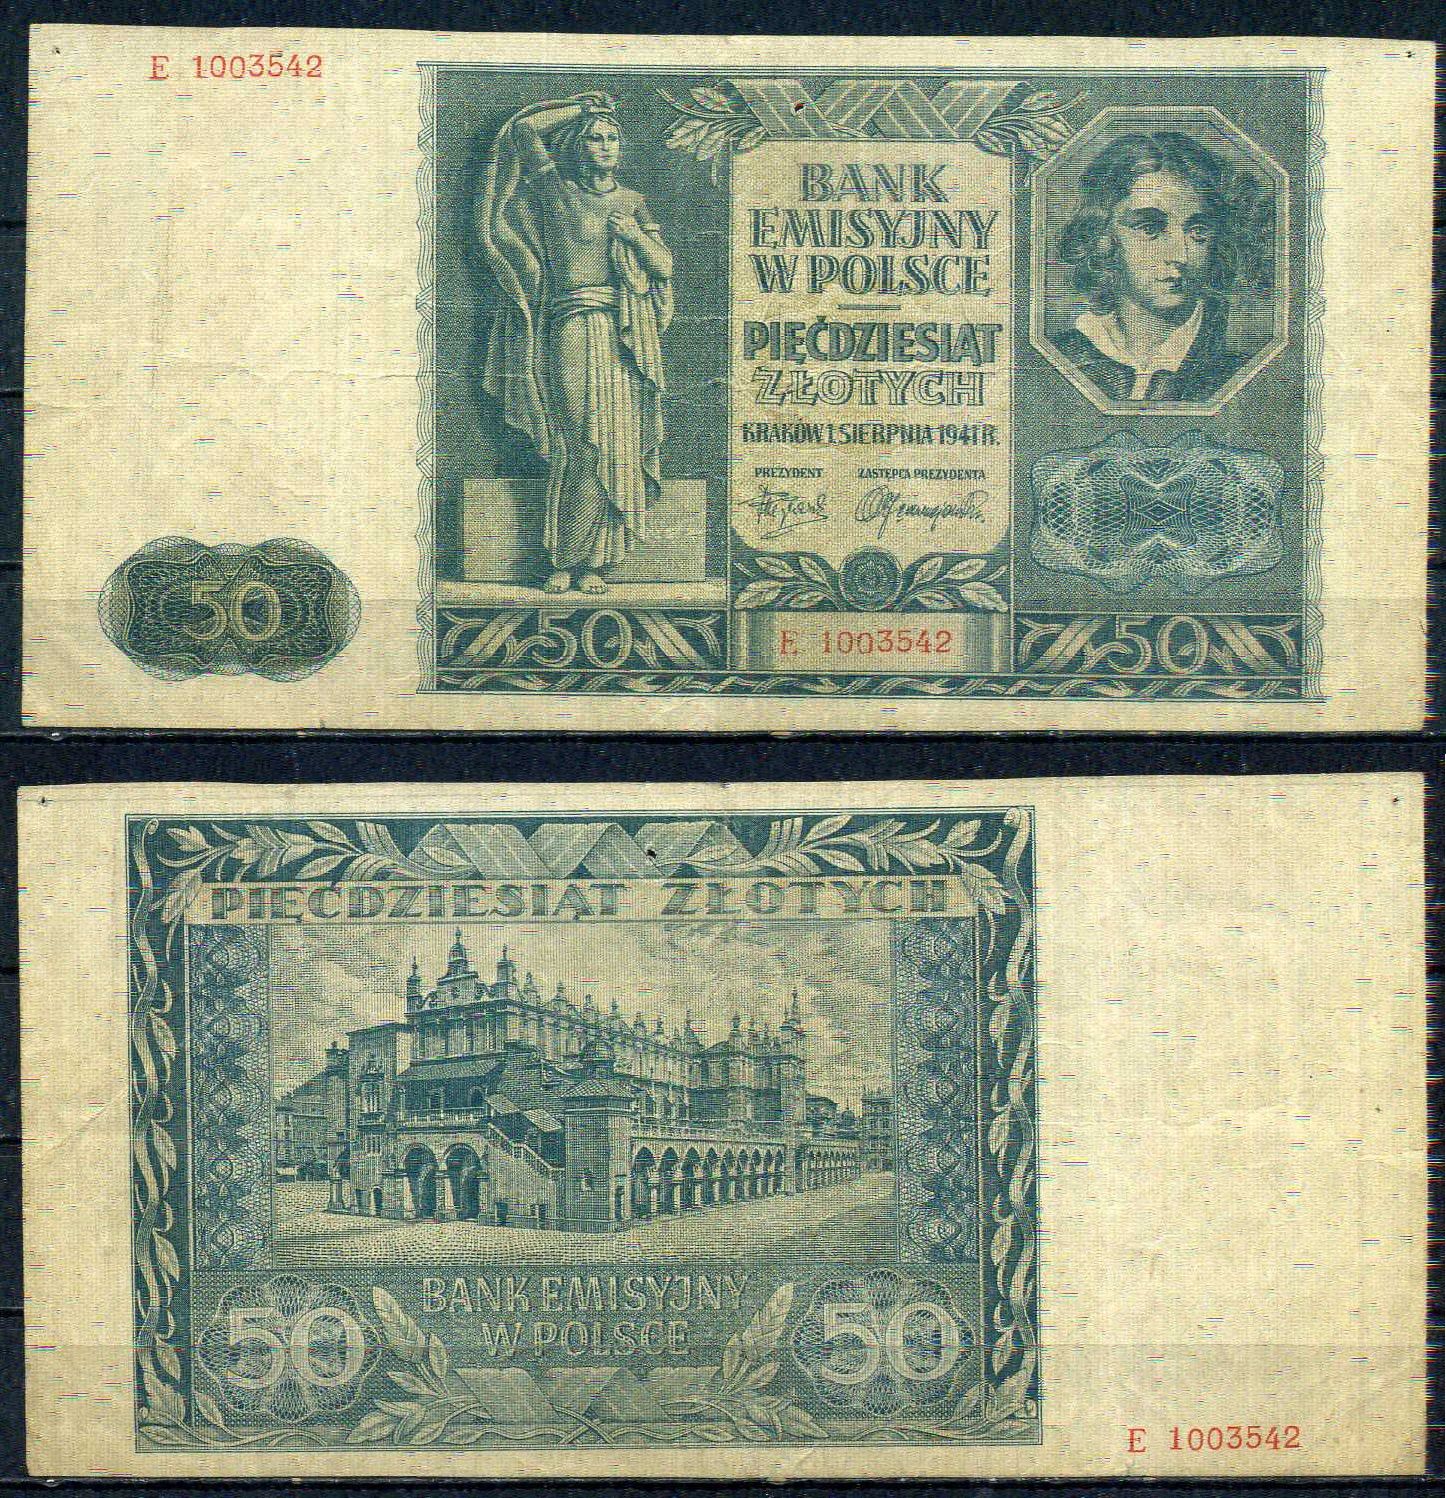 E 1003542
BANK
EMISYJNY
W POLSCE
PIĘĆDZIESIĄT
ZŁOTYCH
KRAKÓW 1. SIERPNIA 1941 R.
PREZYDENT ZASTĘPCA PREZYDENTA
50
50 E 1003542 50
PIĘĆDZIESIĄT ZŁOTYCH
BANK EMISYJNY
W POLSCE
50 50
E 1003542